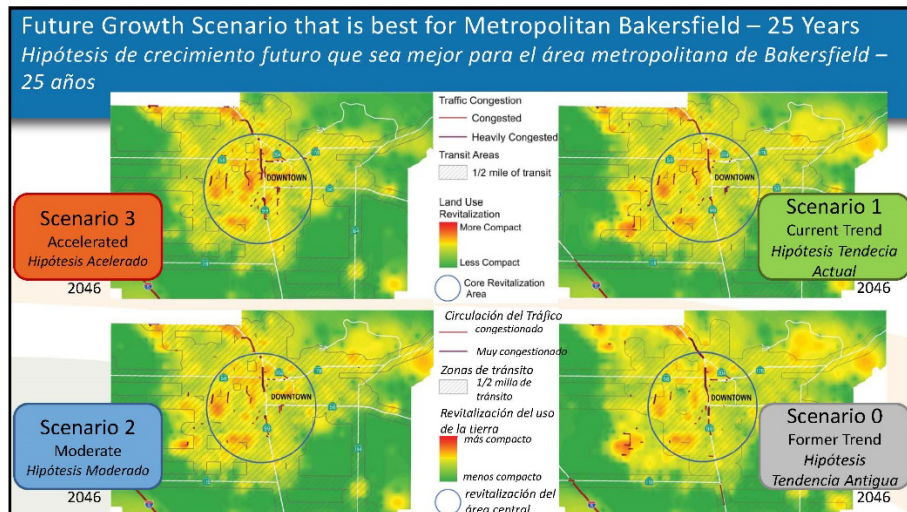 Future Growth Scenario that is best for Metropolitan Bakersfield – 25 Years
Hipótesis de crecimiento futuro que sea mejor para el área metropolitana de Bakersfield –
25 años
Scenario 3
Accelerated
Hipótesis Acelerado
2046
DOWNTOWN
Traffic Congestion
Congested
Heavily Congested
Transit Areas
1/2 mile of transit
Land Use
Revitalization
More Compact
Less Compact
Core Revitalization
Area
DOWNTOWN
Scenario 1
Current Trend
Hipótesis Tendecia
Actual
2046
Scenario 2
Moderate
Hipótesis Moderado
2046
DOWNTOWN
Circulación del Tráfico
congestionado
Muy congestionado
Zonas de tránsito
1/2 milla de
tránsito
Revitalización del uso
de la tierra
más compacto
menos compacto
revitalización del
área central
DOWNTOWN
Scenario 0
Former Trend
Hipótesis
Tendencia Antigua
2046